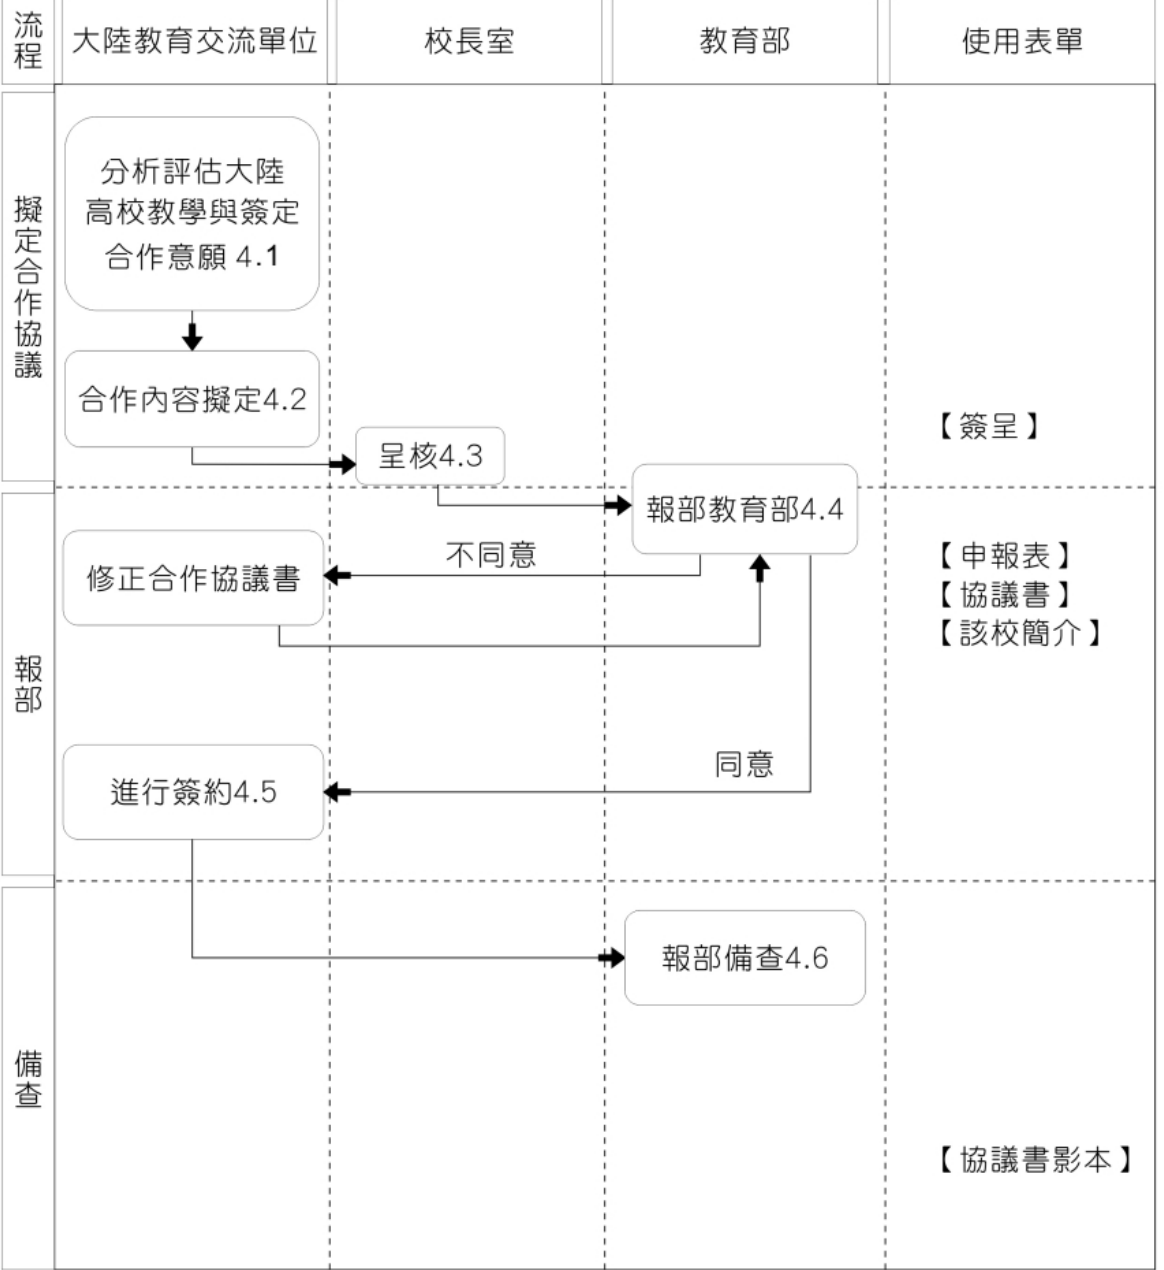 流程
大陸教育交流單位
校長室
教育部
使用表單
擬定合作協議
分析評估大陸
高校教學與簽定
合作意願 4.1
合作內容擬定4.2
呈核4.3
【簽呈】
報部
報部教育部4.4
不同意
修正合作協議書
【申報表】
【協議書】
【該校簡介】
同意
進行簽約4.5
備查
報部備查4.6
【協議書影本】